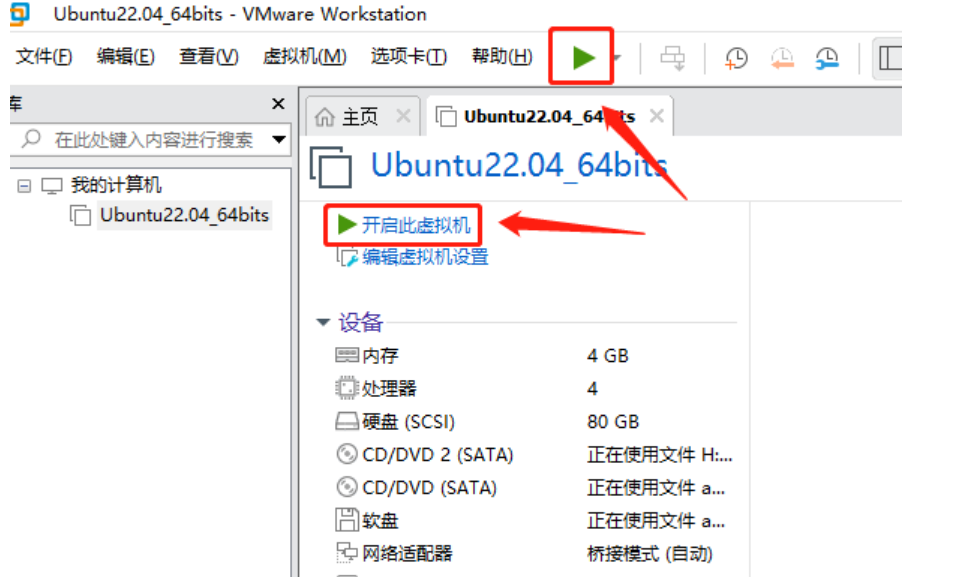 Ubuntu22.04_64bits - VMware Workstation
文件(F) 编辑(E) 查看(V) 虚拟机(M) 选项卡(T) 帮助(H)
库
在此处键入内容进行搜索
我的计算机
Ubuntu22.04_64bits
主页 Ubuntu22.04_64bits
Ubuntu22.04_64bits
开启此虚拟机
编辑虚拟机设置
设备
内存 4 GB
处理器 4
硬盘 (SCSI) 80 GB
CD/DVD 2 (SATA) 正在使用文件 H:...
CD/DVD (SATA) 正在使用文件 a...
软盘 正在使用文件 a...
网络适配器 桥接模式 (自动)